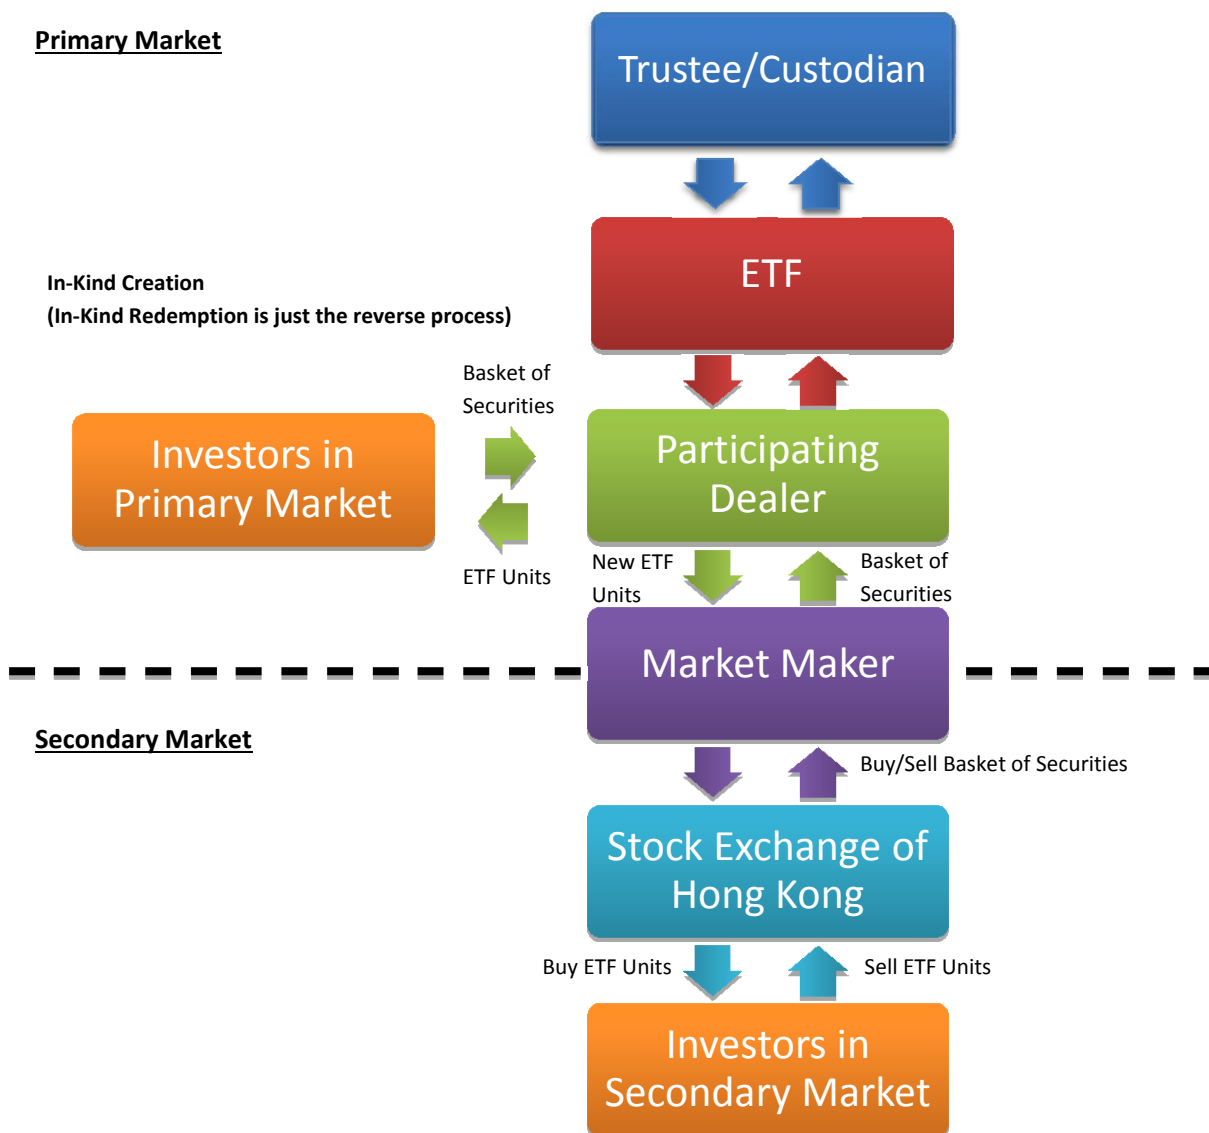 Primary Market
Trustee/Custodian
ETF
In-Kind Creation
(In-Kind Redemption is just the reverse process)
Basket of
Securities
Investors in
Primary Market
Participating
Dealer
ETF Units
New ETF
Units
Basket of
Securities
Market Maker
Secondary Market
Buy/Sell Basket of Securities
Stock Exchange of
Hong Kong
Buy ETF Units
Sell ETF Units
Investors in
Secondary Market